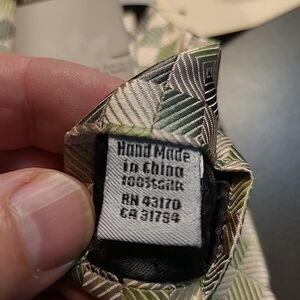 Hand Made
in China
100%Silk
RN 43170
CA 31794